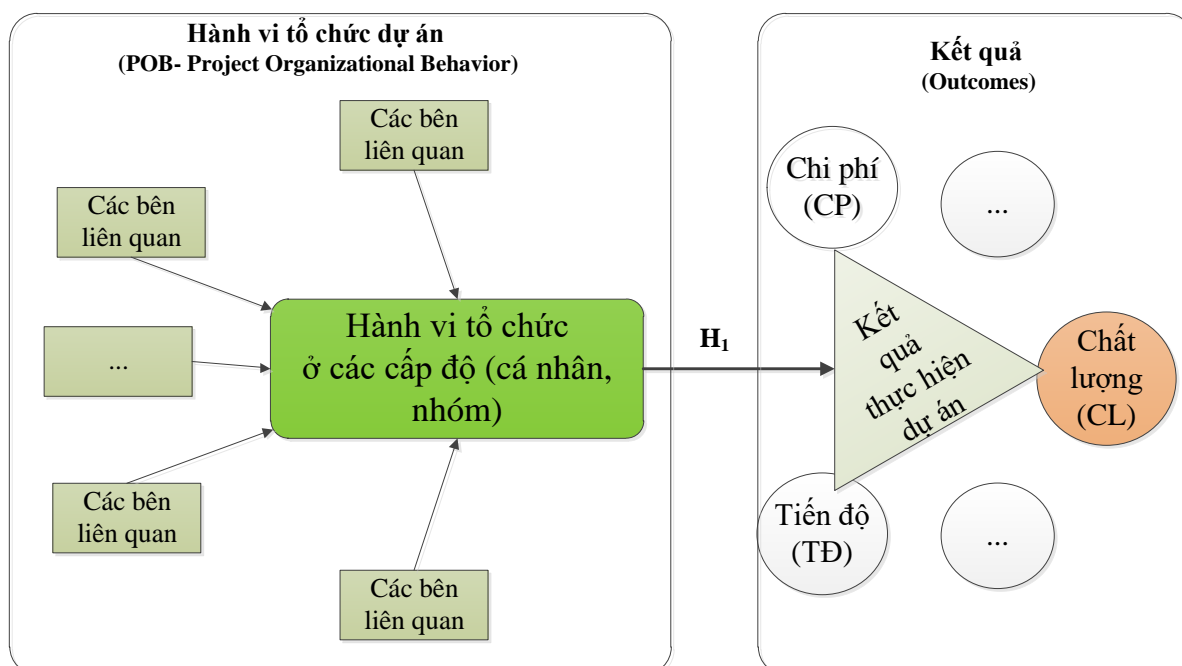 Hành vi tổ chức dự án
(POB- Project Organizational Behavior)
Các bên
liên quan
Các bên
liên quan
...
Các bên
liên quan
Các bên
liên quan
Hành vi tổ chức
ở các cấp độ (cá nhân,
nhóm)
H₁
Kết quả
(Outcomes)
Chi phí
(CP)
...
Kết
quả
thực hiện
dự án
Chất
lượng
(CL)
Tiến độ
(TĐ)
...